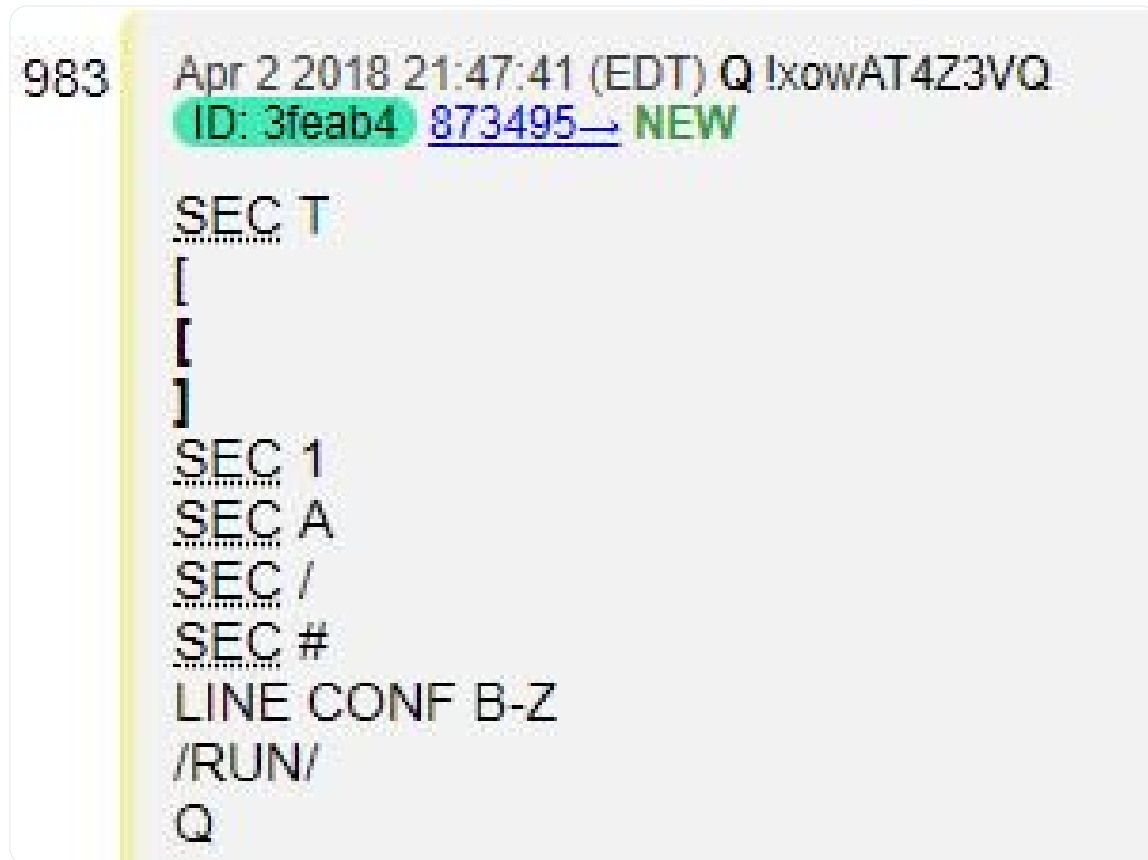 983
Apr 2 2018 21:47:41 (EDT) Q !xowAT4Z3VQ
ID: 3feab4 873495→ NEW
SEC T
[
[
]
SEC 1
SEC A
SEC /
SEC #
LINE CONF B-Z
/RUN/
Q